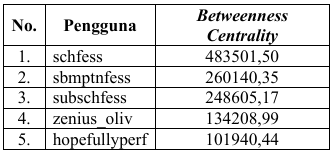 No. Pengguna Betweenness Centrality
1. schfess 483501,50
2. sbmptnfess 260140,35
3. subschfess 248605,17
4. zenius_oliv 134208,99
5. hopefullyperf 101940,44